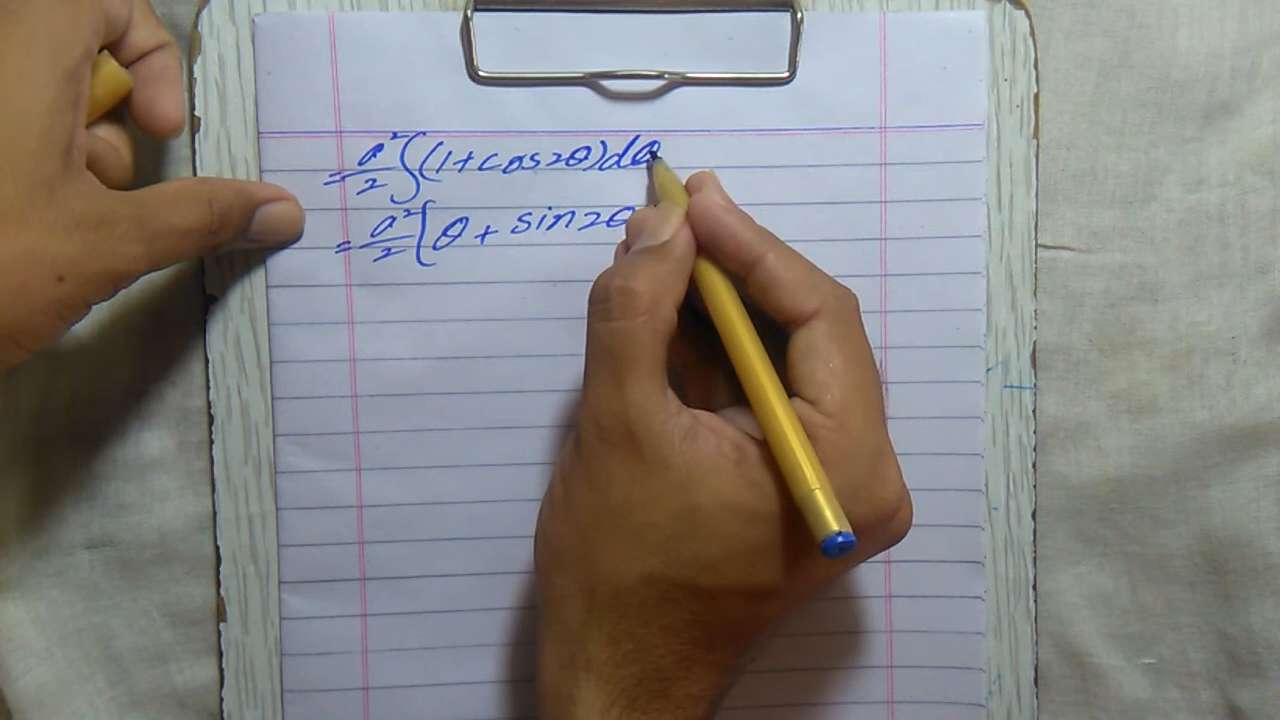 = a²/2 ∫(1+cos2θ)dθ
= a²/2 [θ + sin2θ